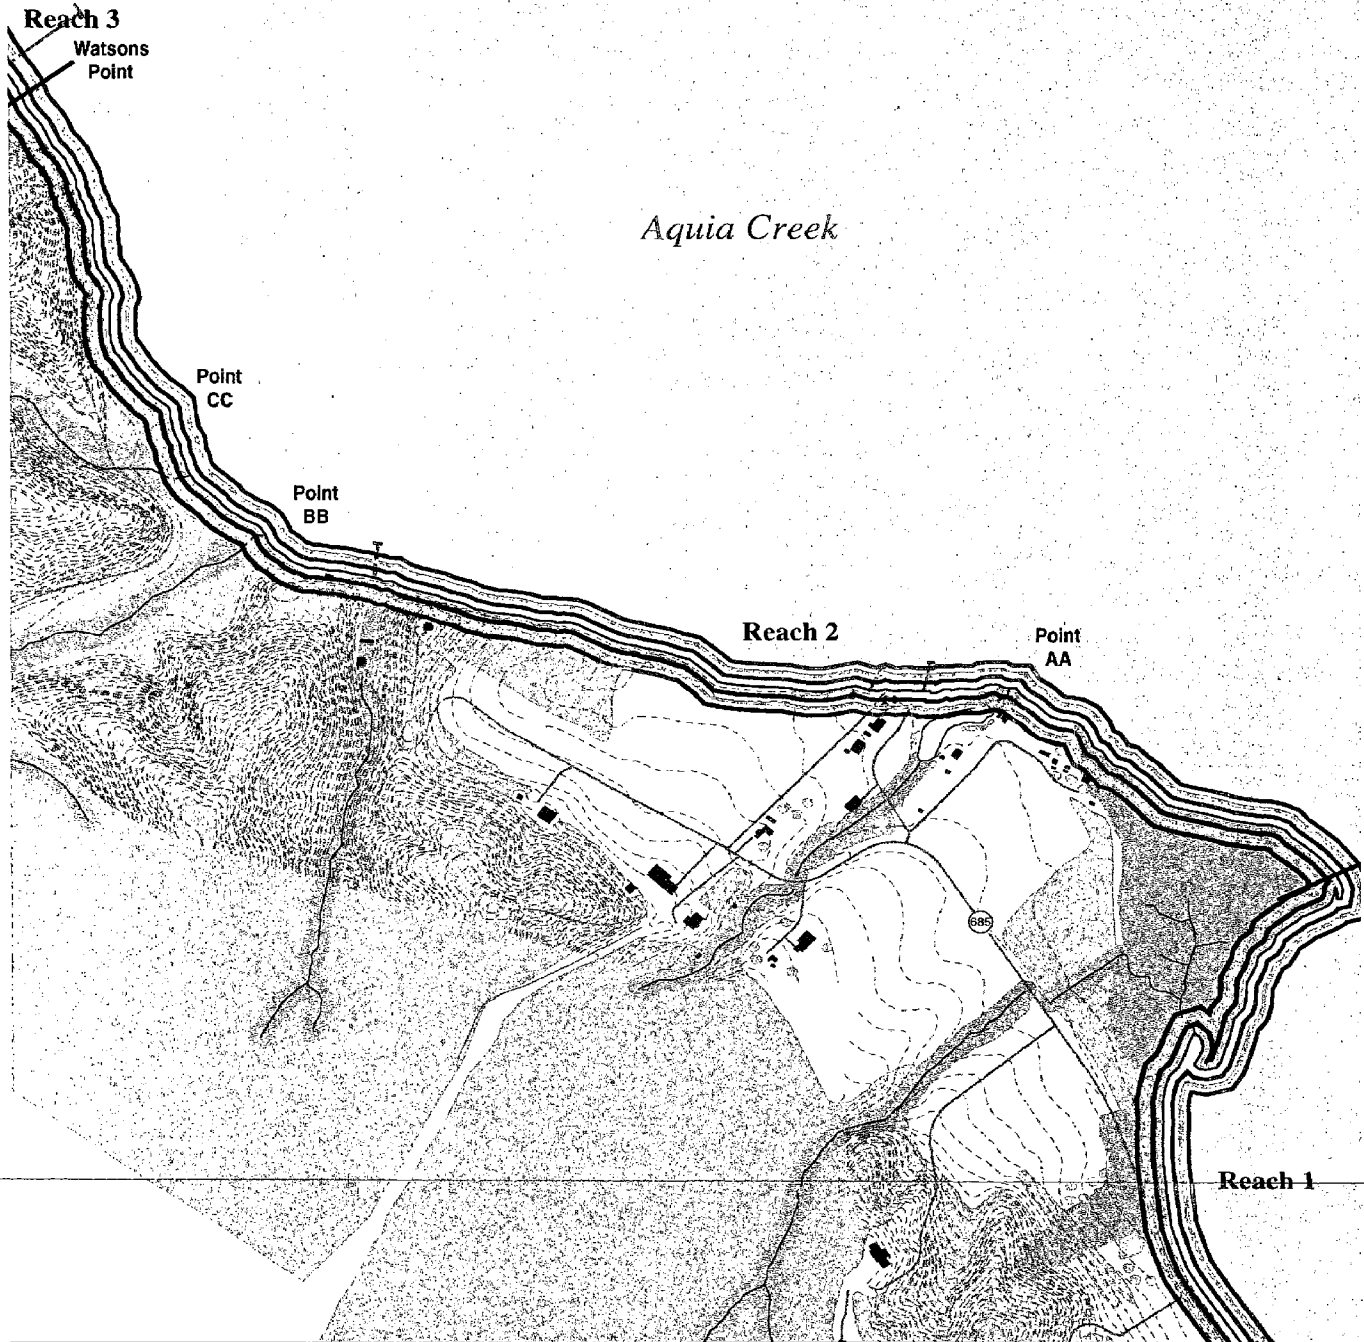 Reach 3
Watsons
Point
Aquia Creek
Point
CC
Point
BB
Reach 2
Point
AA
685
Reach 1